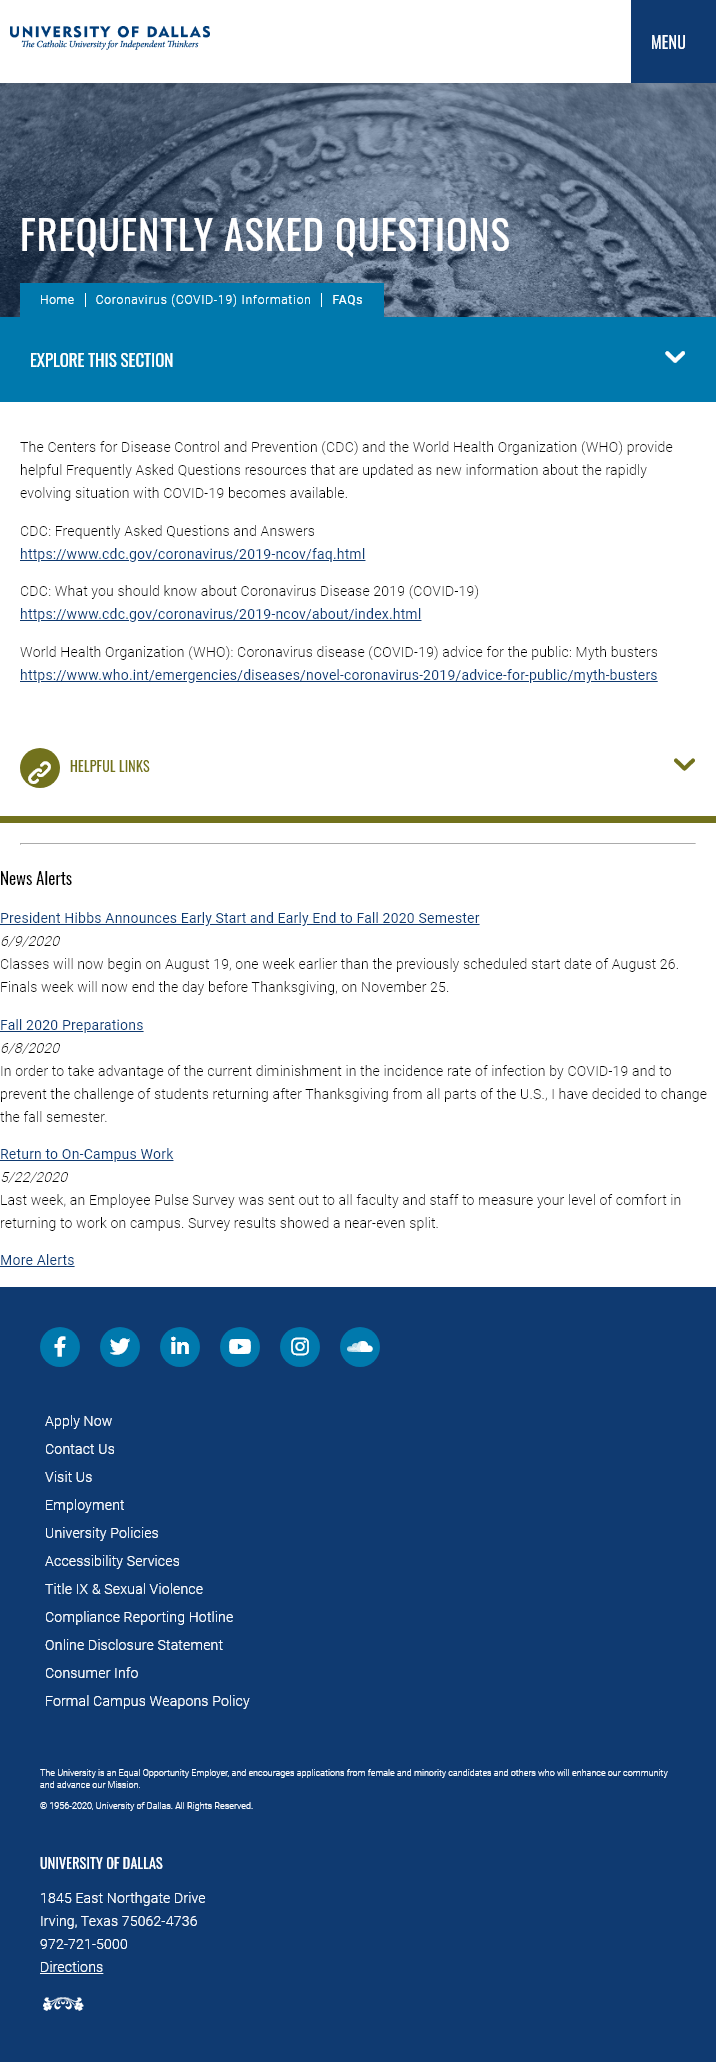 UNIVERSITY OF DALLAS
The Catholic University for Independent Thinkers
MENU
FREQUENTLY ASKED QUESTIONS
Home | Coronavirus (COVID-19) Information | FAQs
EXPLORE THIS SECTION
The Centers for Disease Control and Prevention (CDC) and the World Health Organization (WHO) provide
helpful Frequently Asked Questions resources that are updated as new information about the rapidly
evolving situation with COVID-19 becomes available.
CDC: Frequently Asked Questions and Answers
https://www.cdc.gov/coronavirus/2019-ncov/faq.html
CDC: What you should know about Coronavirus Disease 2019 (COVID-19)
https://www.cdc.gov/coronavirus/2019-ncov/about/index.html
World Health Organization (WHO): Coronavirus disease (COVID-19) advice for the public: Myth busters
https://www.who.int/emergencies/diseases/novel-coronavirus-2019/advice-for-public/myth-busters
HELPFUL LINKS
News Alerts
President Hibbs Announces Early Start and Early End to Fall 2020 Semester
6/9/2020
Classes will now begin on August 19, one week earlier than the previously scheduled start date of August 26.
Finals week will now end the day before Thanksgiving, on November 25.
Fall 2020 Preparations
6/8/2020
In order to take advantage of the current diminishment in the incidence rate of infection by COVID-19 and to
prevent the challenge of students returning after Thanksgiving from all parts of the U.S., I have decided to change
the fall semester.
Return to On-Campus Work
5/22/2020
Last week, an Employee Pulse Survey was sent out to all faculty and staff to measure your level of comfort in
returning to work on campus. Survey results showed a near-even split.
More Alerts
Apply Now
Contact Us
Visit Us
Employment
University Policies
Accessibility Services
Title IX & Sexual Violence
Compliance Reporting Hotline
Online Disclosure Statement
Consumer Info
Formal Campus Weapons Policy
The University is an Equal Opportunity Employer, and encourages applications from female and minority candidates and others who will enhance our community
and advance our Mission.
© 1956-2020, University of Dallas. All Rights Reserved.
UNIVERSITY OF DALLAS
1845 East Northgate Drive
Irving, Texas 75062-4736
972-721-5000
Directions